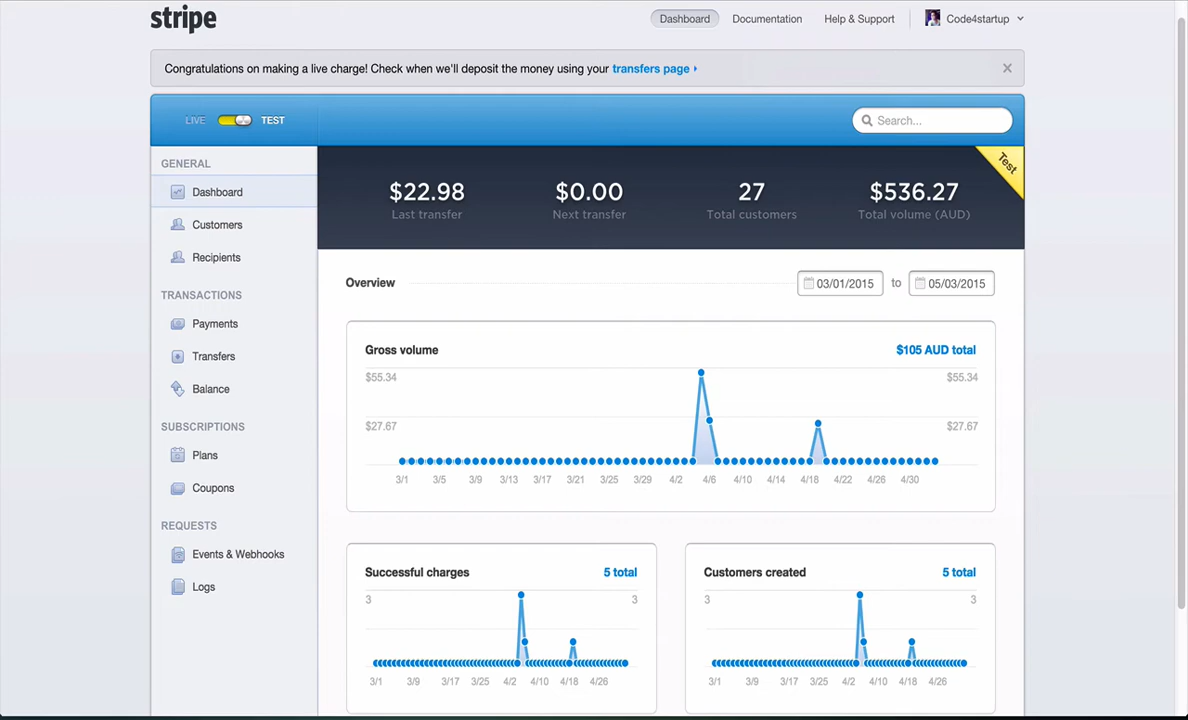 stripe
Dashboard Documentation Help & Support Code4startup
Congratulations on making a live charge! Check when we'll deposit the money using your transfers page
LIVE TEST
Search...
GENERAL
Dashboard
Customers
Recipients
TRANSACTIONS
Payments
Transfers
Balance
SUBSCRIPTIONS
Plans
Coupons
REQUESTS
Events & Webhooks
Logs
Test
$22.98 $0.00 27 $536.27
Last transfer Next transfer Total customers Total volume (AUD)
Overview 03/01/2015 to 05/03/2015
Gross volume $105 AUD total
$55.34 $55.34
$27.67 $27.67
3/1 3/5 3/9 3/13 3/17 3/21 3/25 3/29 4/2 4/6 4/10 4/14 4/18 4/22 4/26 4/30
Successful charges 5 total
3 3
3/1 3/9 3/17 3/25 4/2 4/10 4/18 4/26
Customers created 5 total
3 3
3/1 3/9 3/17 3/25 4/2 4/10 4/18 4/26